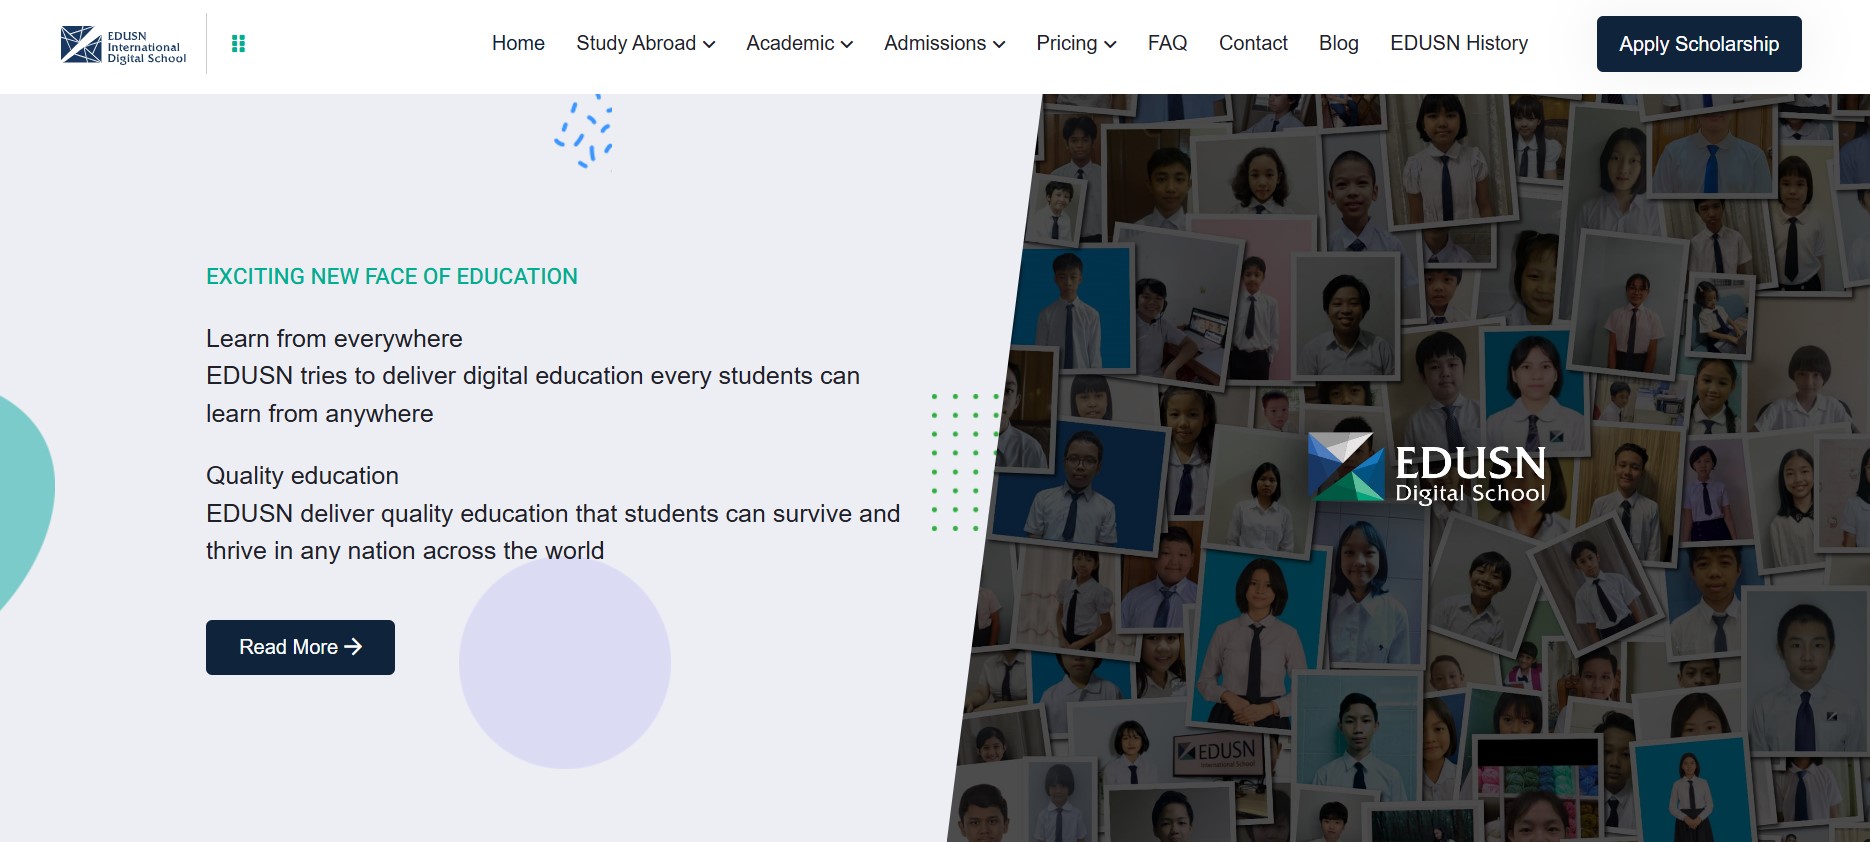 EDUSN
International
Digital School
Home
Study Abroad
Academic
Admissions
Pricing
FAQ
Contact
Blog
EDUSN History
Apply Scholarship
EXCITING NEW FACE OF EDUCATION
Learn from everywhere
EDUSN tries to deliver digital education every students can
learn from anywhere
Quality education
EDUSN deliver quality education that students can survive and
thrive in any nation across the world
Read More
EDUSN
Digital School
EDUSN
International School